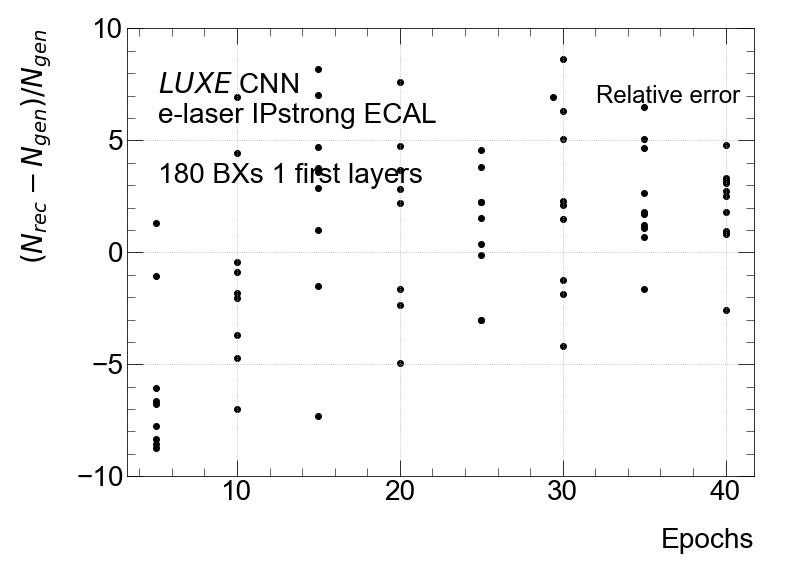 10
5
0
−5
−10
(N_rec − N_gen)/N_gen
LUXE CNN
e-laser IPstrong ECAL
180 BXs 1 first layers
Relative error
10 20 30 40
Epochs